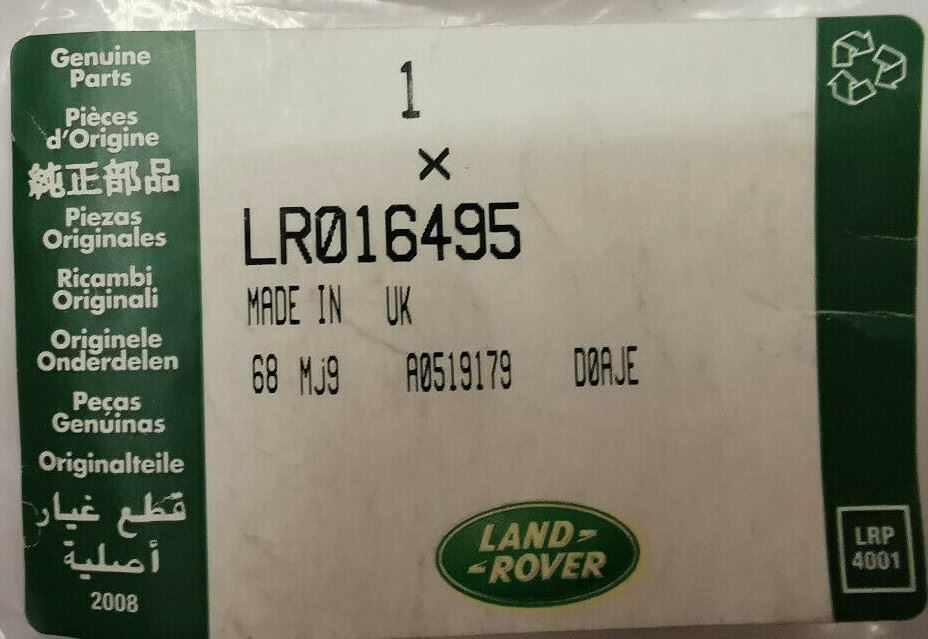 Genuine
Parts
Pièces
d'Origine
純正部品
Piezas
Originales
Ricambi
Originali
Originele
Onderdelen
Peças
Genúinas
Originalteile
قطع غيار
أصلية
2008
1
×
LR016495
MADE IN UK
68 Mj9 A0519179 D0AJE
LAND-
-ROVER
LRP
4001